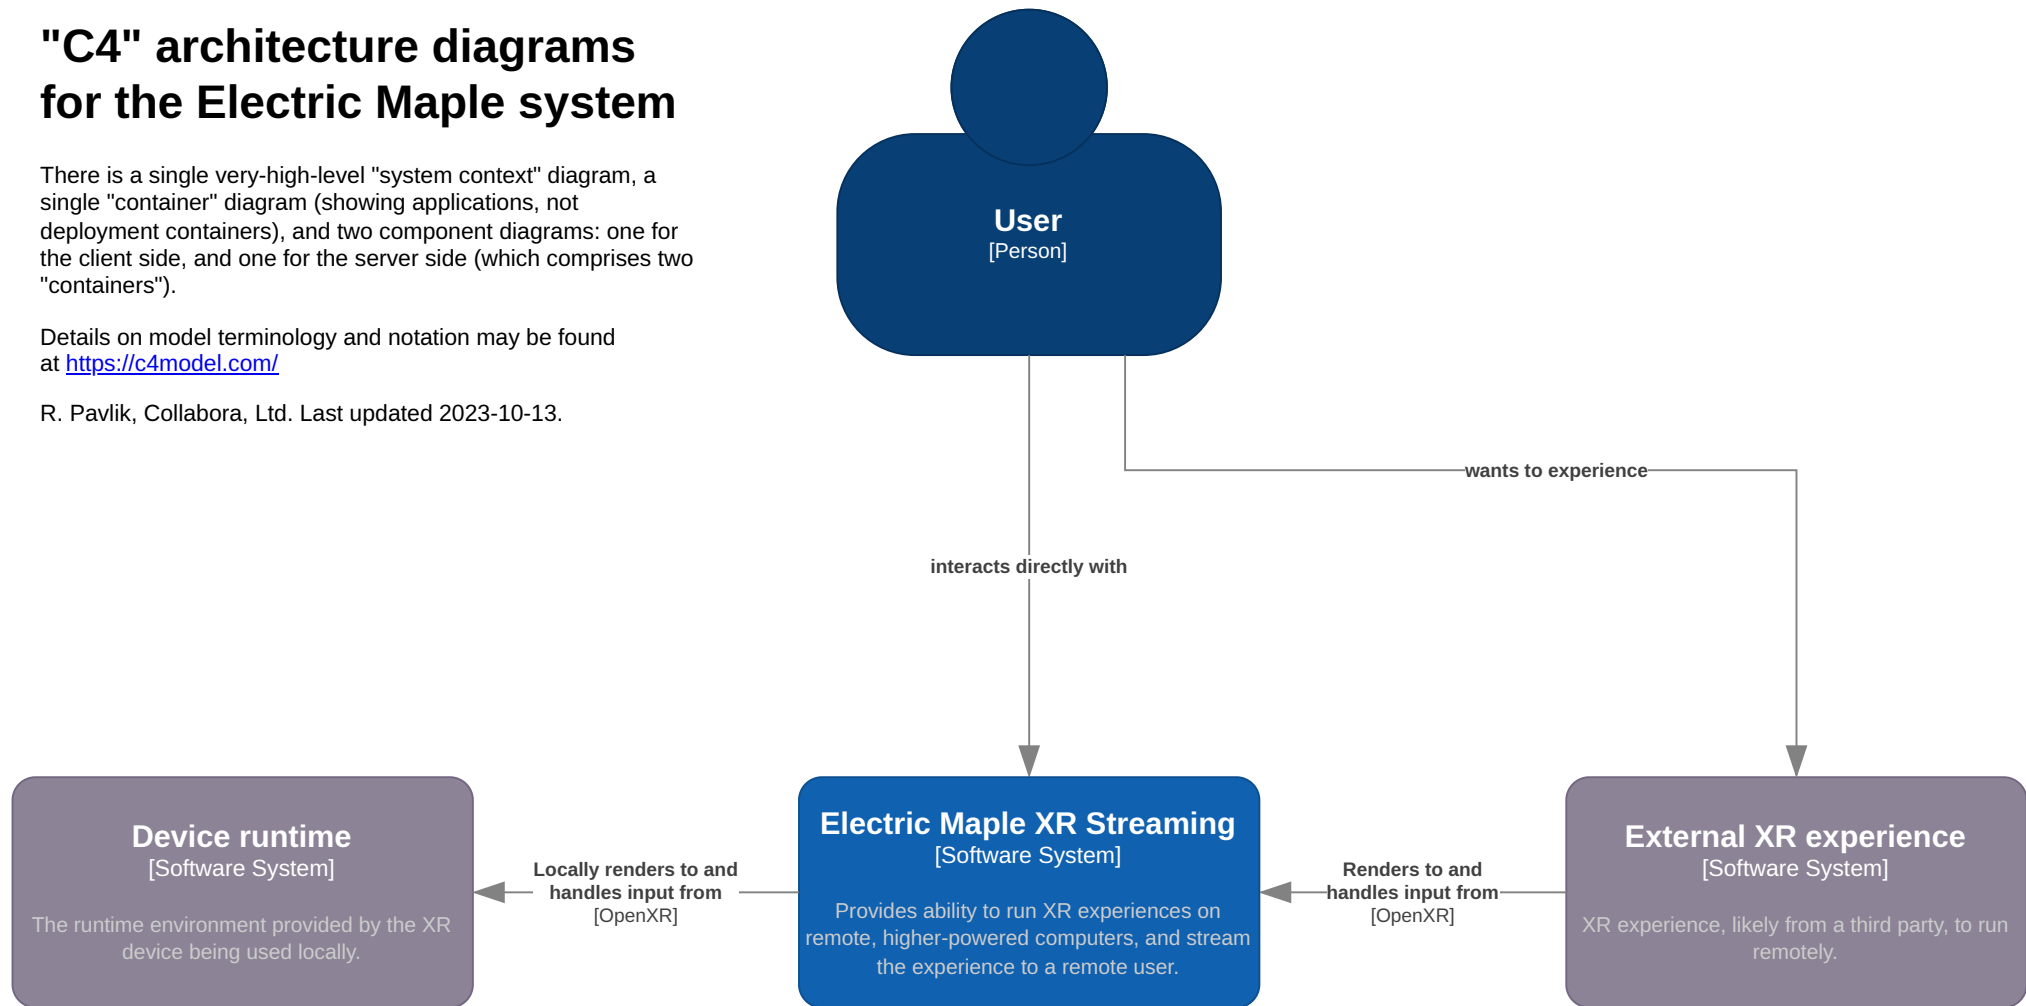 "C4" architecture diagrams
for the Electric Maple system
There is a single very-high-level "system context" diagram, a
single "container" diagram (showing applications, not
deployment containers), and two component diagrams: one for
the client side, and one for the server side (which comprises two
"containers").
Details on model terminology and notation may be found
at https://c4model.com/
R. Pavlik, Collabora, Ltd. Last updated 2023-10-13.
User
[Person]
wants to experience
interacts directly with
Device runtime
[Software System]
The runtime environment provided by the XR
device being used locally.
Locally renders to and
handles input from
[OpenXR]
Electric Maple XR Streaming
[Software System]
Provides ability to run XR experiences on
remote, higher-powered computers, and stream
the experience to a remote user.
Renders to and
handles input from
[OpenXR]
External XR experience
[Software System]
XR experience, likely from a third party, to run
remotely.